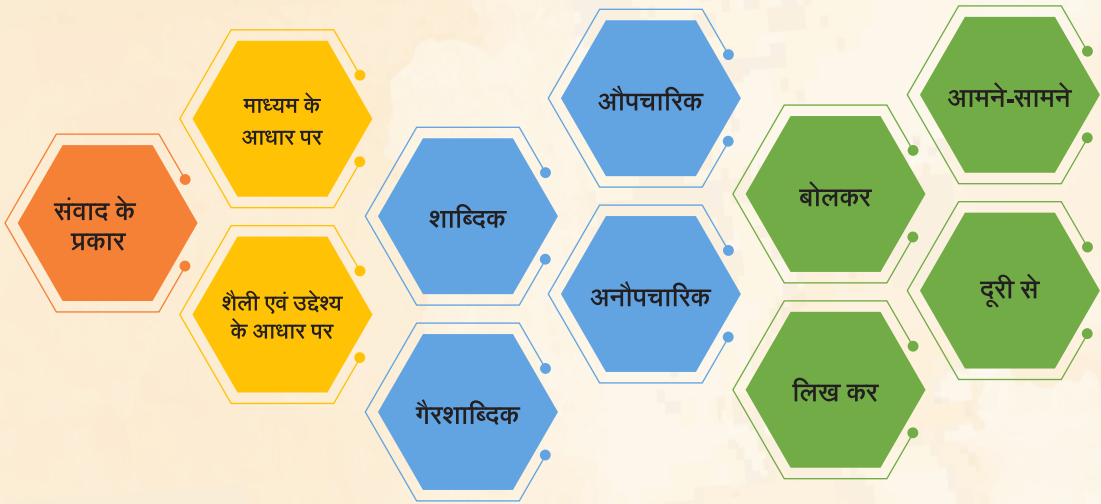 संवाद के
प्रकार
माध्यम के
आधार पर
शैली एवं उद्देश्य
के आधार पर
शाब्दिक
गैरशाब्दिक
औपचारिक
अनौपचारिक
बोलकर
लिख कर
आमने-सामने
दूरी से